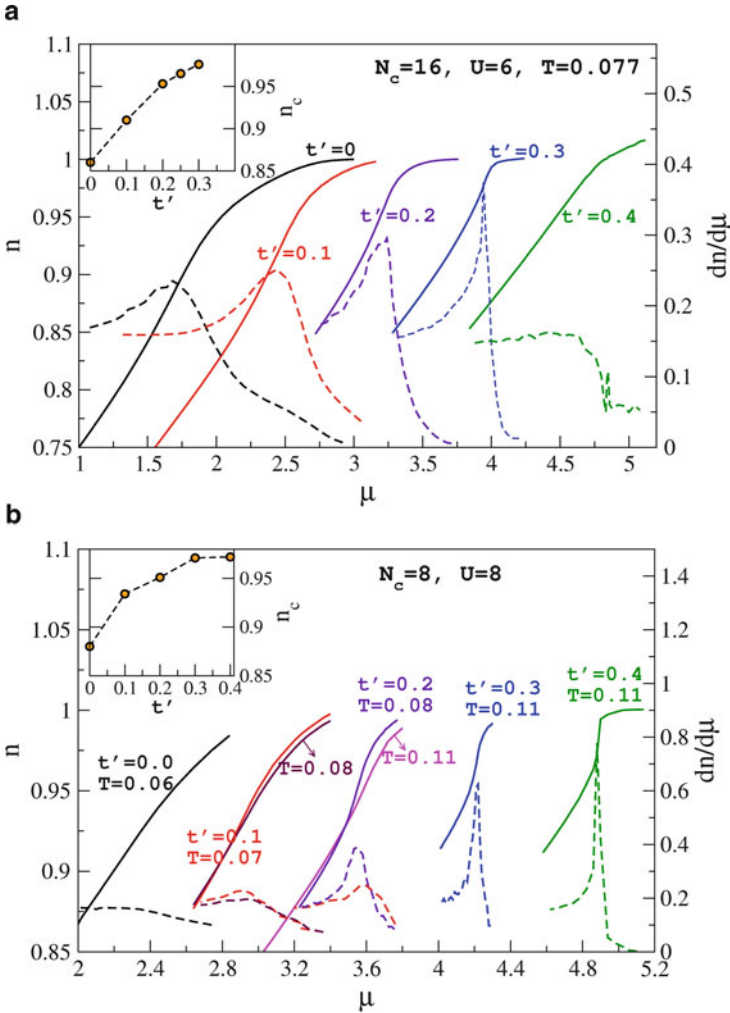 a
N_c=16, U=6, T=0.077
1.1
1.05
1
0.95
0.9
0.85
0.8
0.75
n
1
1.5
2
2.5
3
3.5
4
4.5
5
μ
0.5
0.4
0.3
0.2
0.1
0
dn/dμ
0.95
0.9
0.85
n_c
0
0.1
0.2
0.3
t'
t'=0
t'=0.1
t'=0.2
t'=0.3
t'=0.4
b
N_c=8, U=8
1.1
1.05
1
0.95
0.9
0.85
n
2
2.4
2.8
3.2
3.6
4
4.4
4.8
5.2
μ
1.4
1.2
1
0.8
0.6
0.4
0.2
0
dn/dμ
0.95
0.9
0.85
n_c
0
0.1
0.2
0.3
0.4
t'
t'=0.0
T=0.06
t'=0.1
T=0.07
T=0.08
t'=0.2
T=0.08
T=0.11
t'=0.3
T=0.11
t'=0.4
T=0.11